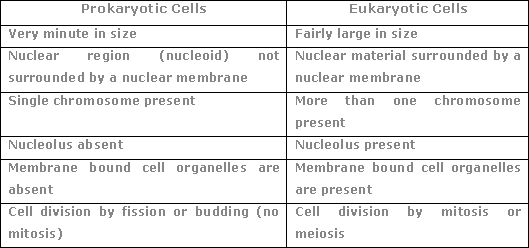 Prokaryotic Cells
Eukaryotic Cells
Very minute in size
Fairly large in size
Nuclear region (nucleoid) not
surrounded by a nuclear membrane
Nuclear material surrounded by a
nuclear membrane
Single chromosome present
More than one chromosome
present
Nucleolus absent
Nucleolus present
Membrane bound cell organelles are
absent
Membrane bound cell organelles
are present
Cell division by fission or budding (no
mitosis)
Cell division by mitosis or
meiosis